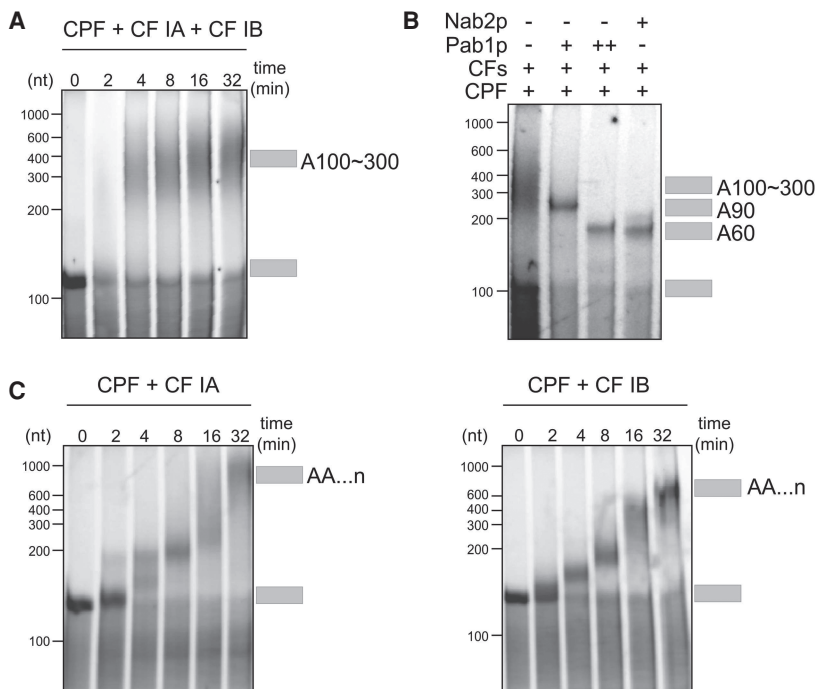 A
CPF + CF IA + CF IB
(nt) 0 2 4 8 16 32 time (min)
1000
600
400
300
200
100
A100~300
B
Nab2p - - - +
Pab1p - + ++ -
CFs + + + +
CPF + + + +
1000
600
400
300
200
100
A100~300
A90
A60
C
CPF + CF IA
(nt) 0 2 4 8 16 32 time (min)
1000
600
400
300
200
100
AA...n
CPF + CF IB
(nt) 0 2 4 8 16 32 time (min)
1000
600
400
300
200
100
AA...n